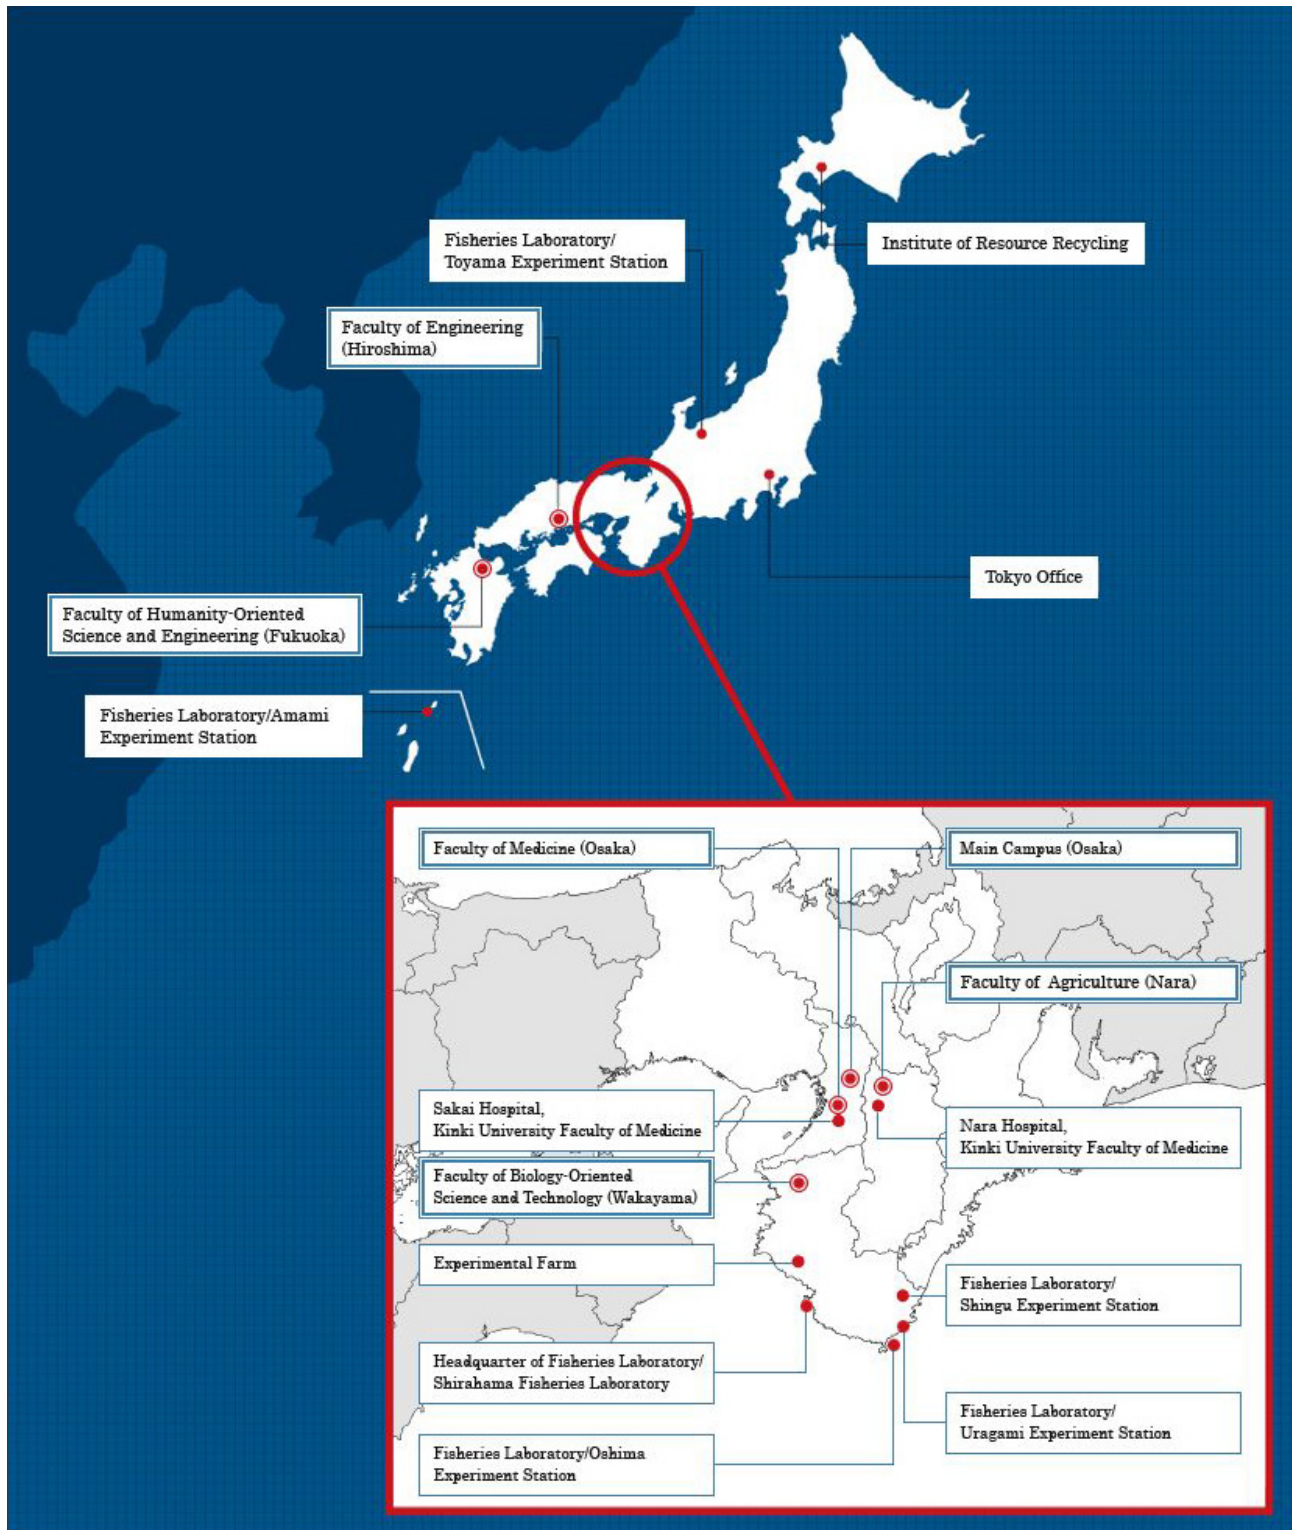 Fisheries Laboratory/
Toyama Experiment Station
Institute of Resource Recycling
Faculty of Engineering
(Hiroshima)
Tokyo Office
Faculty of Humanity-Oriented
Science and Engineering (Fukuoka)
Fisheries Laboratory/Amami
Experiment Station
Faculty of Medicine (Osaka)
Main Campus (Osaka)
Faculty of Agriculture (Nara)
Sakai Hospital,
Kinki University Faculty of Medicine
Nara Hospital,
Kinki University Faculty of Medicine
Faculty of Biology-Oriented
Science and Technology (Wakayama)
Experimental Farm
Fisheries Laboratory/
Shingu Experiment Station
Headquarter of Fisheries Laboratory/
Shirahama Fisheries Laboratory
Fisheries Laboratory/
Uragami Experiment Station
Fisheries Laboratory/Oshima
Experiment Station